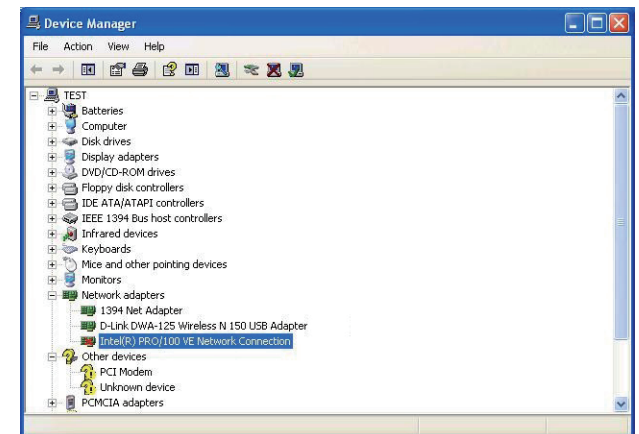 Device Manager
File Action View Help
TEST
Batteries
Computer
Disk drives
Display adapters
DVD/CD-ROM drives
Floppy disk controllers
IDE ATA/ATAPI controllers
IEEE 1394 Bus host controllers
Infrared devices
Keyboards
Mice and other pointing devices
Monitors
Network adapters
1394 Net Adapter
D-Link DWA-125 Wireless N 150 USB Adapter
Intel(R) PRO/100 VE Network Connection
Other devices
PCI Modem
Unknown device
PCMCIA adapters